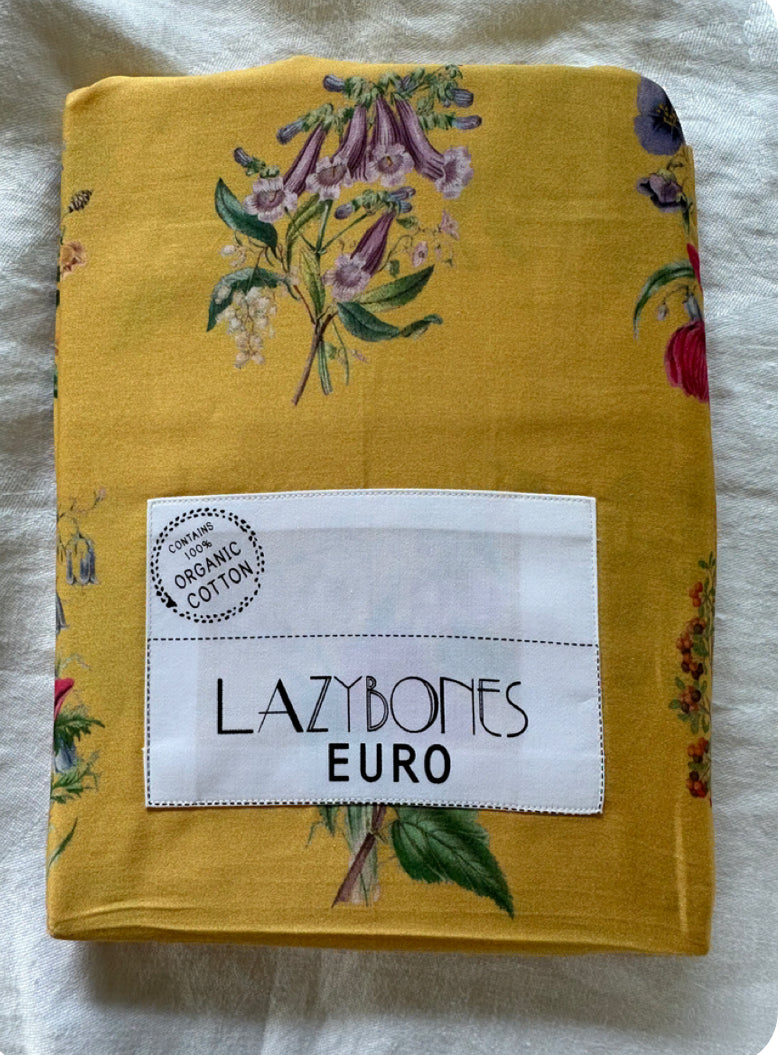 CONTAINS
100%
ORGANIC
COTTON
LAZYBONES
EURO